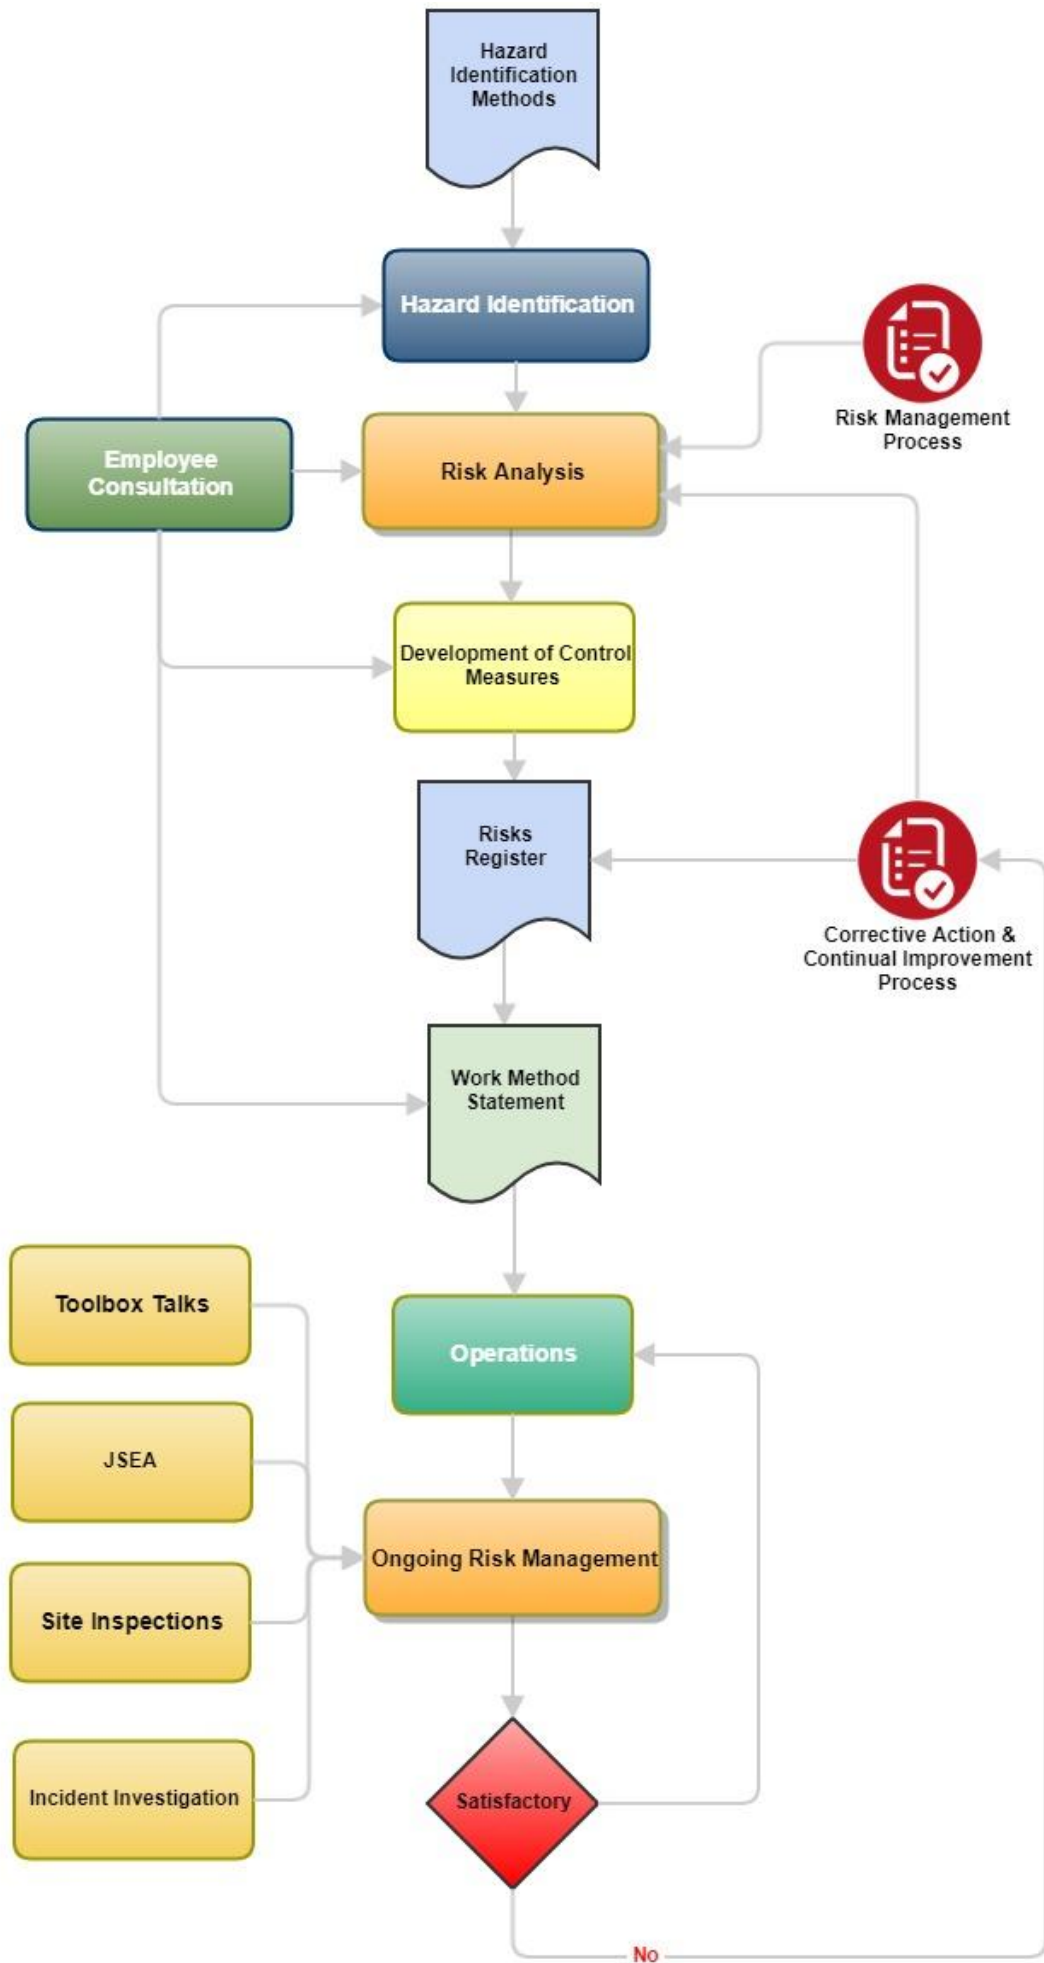 Hazard
Identification
Methods
Hazard Identification
Risk Management
Process
Employee
Consultation
Risk Analysis
Development of Control
Measures
Risks
Register
Corrective Action &
Continual Improvement
Process
Work Method
Statement
Toolbox Talks
Operations
JSEA
Ongoing Risk Management
Site Inspections
Incident Investigation
Satisfactory
No